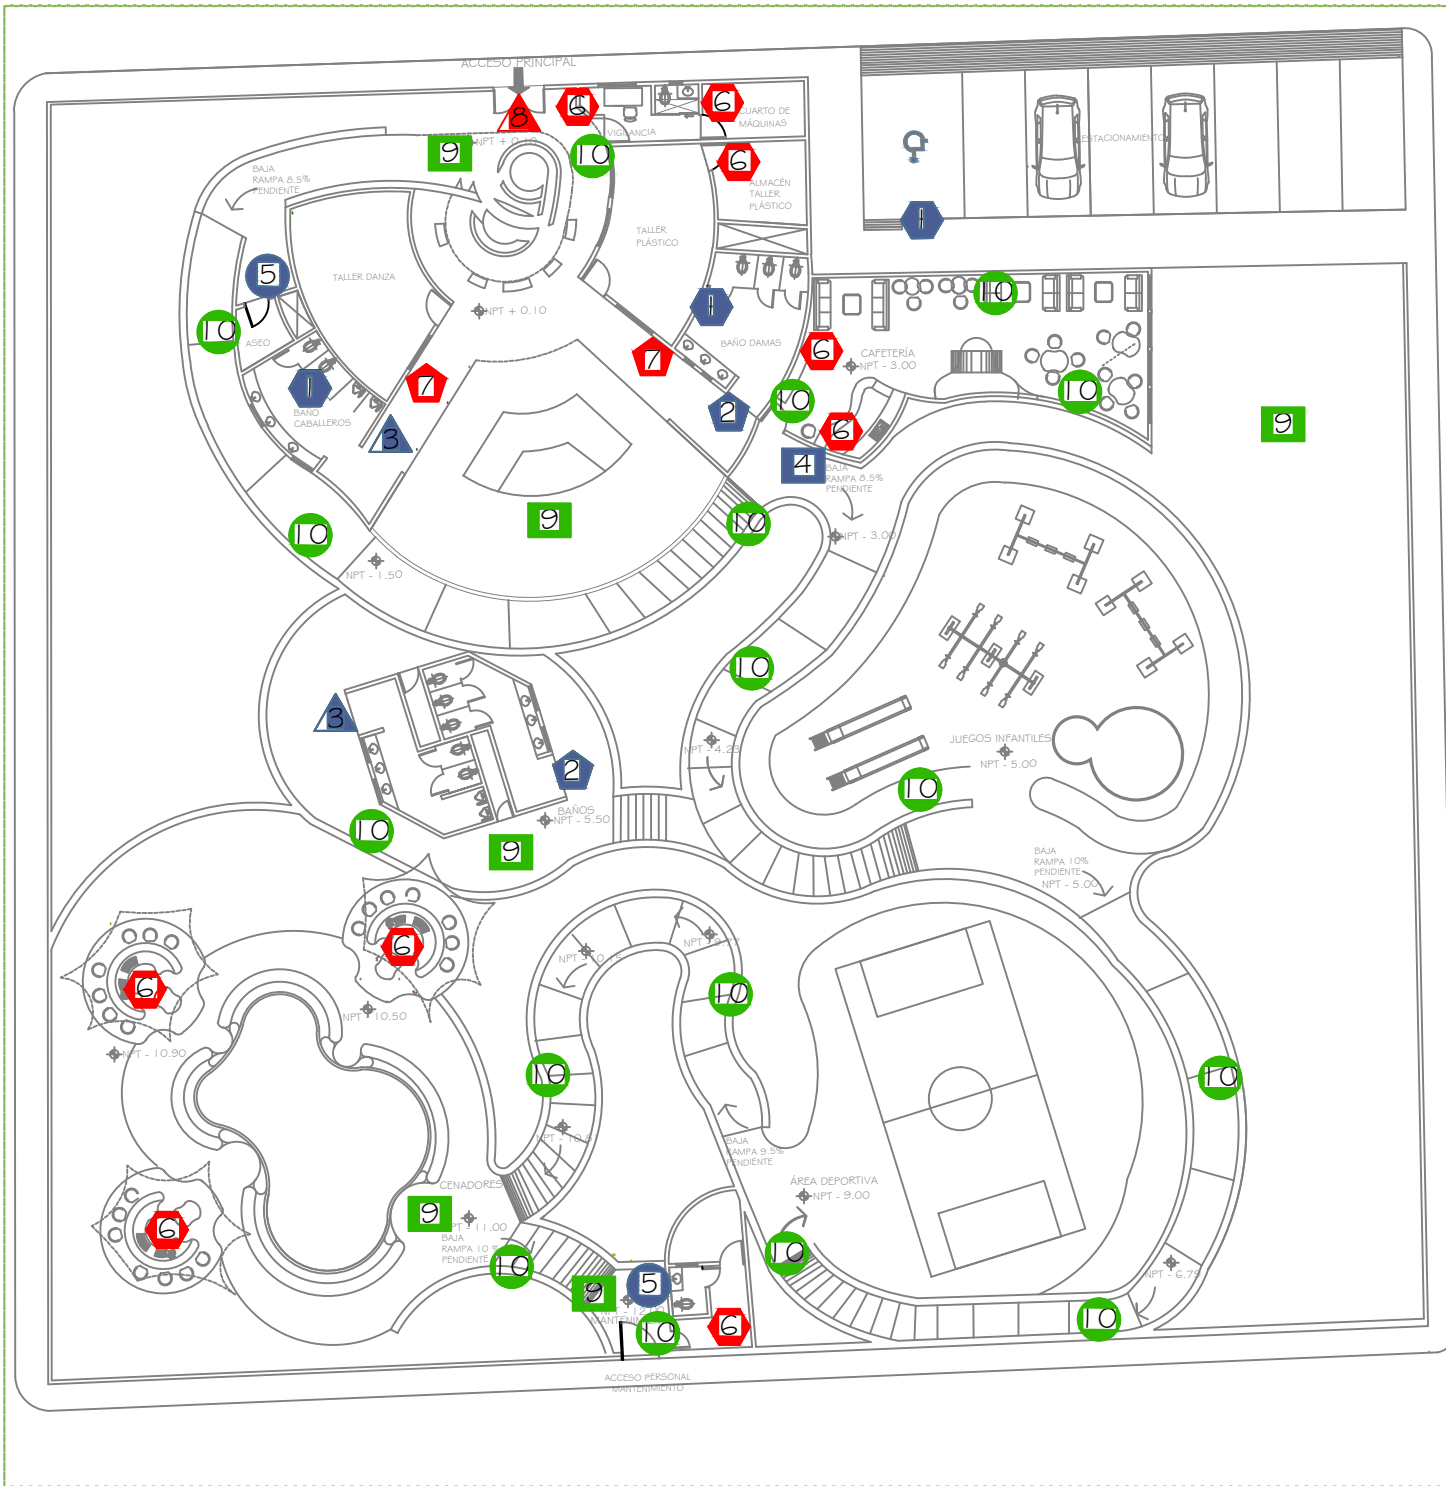 ACCESO PRINCIPAL
8
6
6
CUARTO DE
MÁQUINAS
VIGILANCIA
NPT + 0.10
9
10
6
ESTACIONAMIENTO
BAJA
RAMPA 8.5%
PENDIENTE
ALMACÉN
TALLER
PLÁSTICO
1
TALLER
PLÁSTICO
TALLER DANZA
5
10
NPT + 0.10
1
10
ASEO
BAÑO DAMAS
6
CAFETERÍA
NPT - 3.00
7
7
1
BAÑO
CABALLEROS
10
10
2
3
6
9
4
BAJA
RAMPA 8.5%
PENDIENTE
9
10
10
NPT - 3.00
NPT - 1.50
10
3
NPT - 4.23
JUEGOS INFANTILES
NPT - 5.00
2
10
BAÑOS
NPT - 5.50
10
9
BAJA
RAMPA 10%
PENDIENTE
NPT - 5.00
6
6
10
NPT - 10.50
NPT - 10.90
10
10
BAJA
RAMPA 9.5%
PENDIENTE
ÁREA DEPORTIVA
NPT - 9.00
CENADORES
9
NPT - 11.00
BAJA
RAMPA 10 %
PENDIENTE
6
10
10
5
9
NPT - 6.79
10
6
10
ACCESO PERSONAL
MANTENIMIENTO